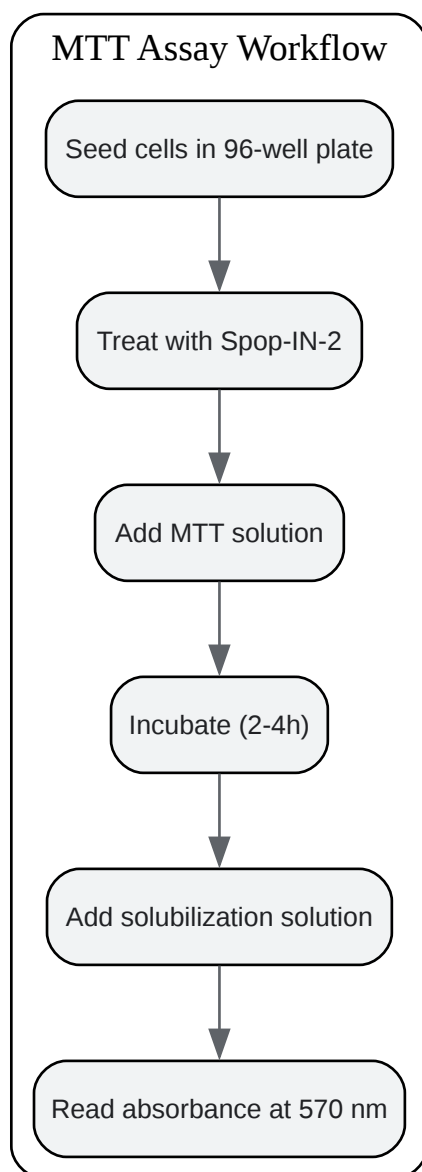 MTT Assay Workflow
Seed cells in 96-well plate
Treat with Spop-IN-2
Add MTT solution
Incubate (2-4h)
Add solubilization solution
Read absorbance at 570 nm